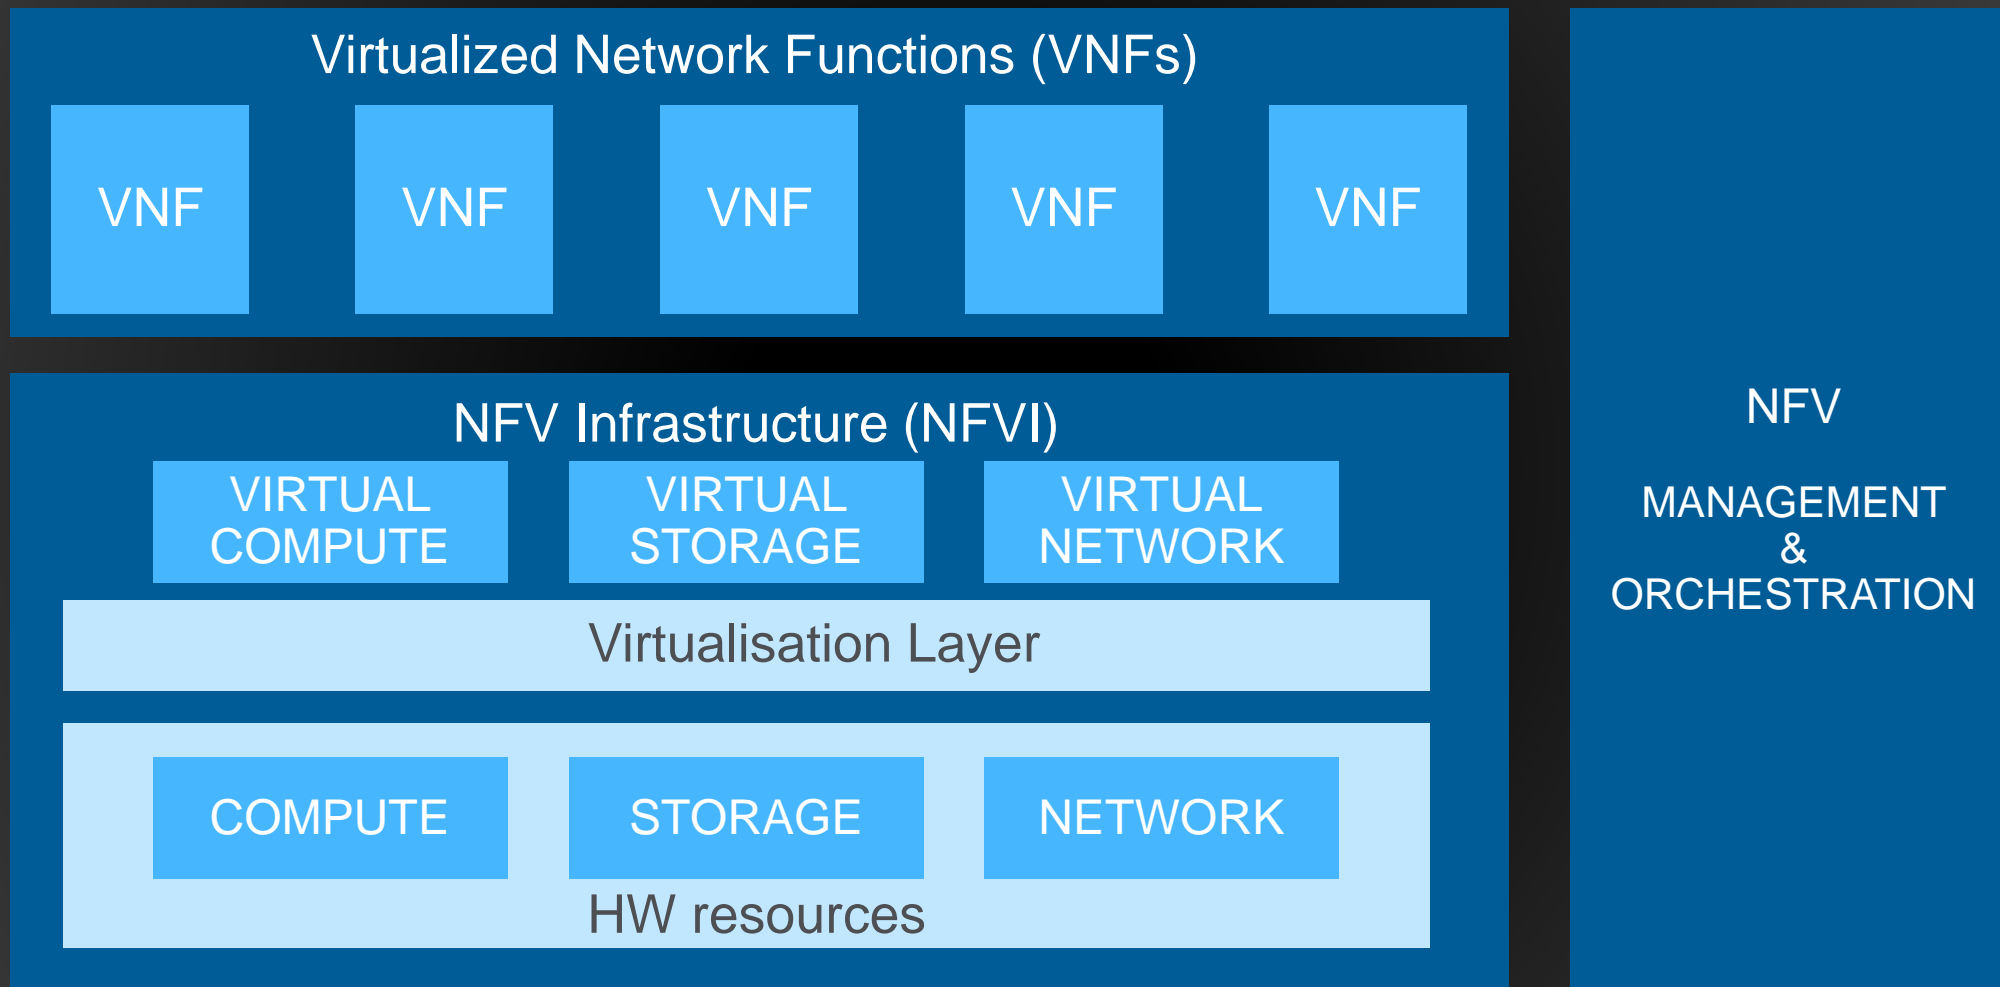 Virtualized Network Functions (VNFs)
VNF
VNF
VNF
VNF
VNF
NFV Infrastructure (NFVI)
VIRTUAL
COMPUTE
VIRTUAL
STORAGE
VIRTUAL
NETWORK
Virtualisation Layer
COMPUTE
STORAGE
NETWORK
HW resources
NFV
MANAGEMENT
&
ORCHESTRATION